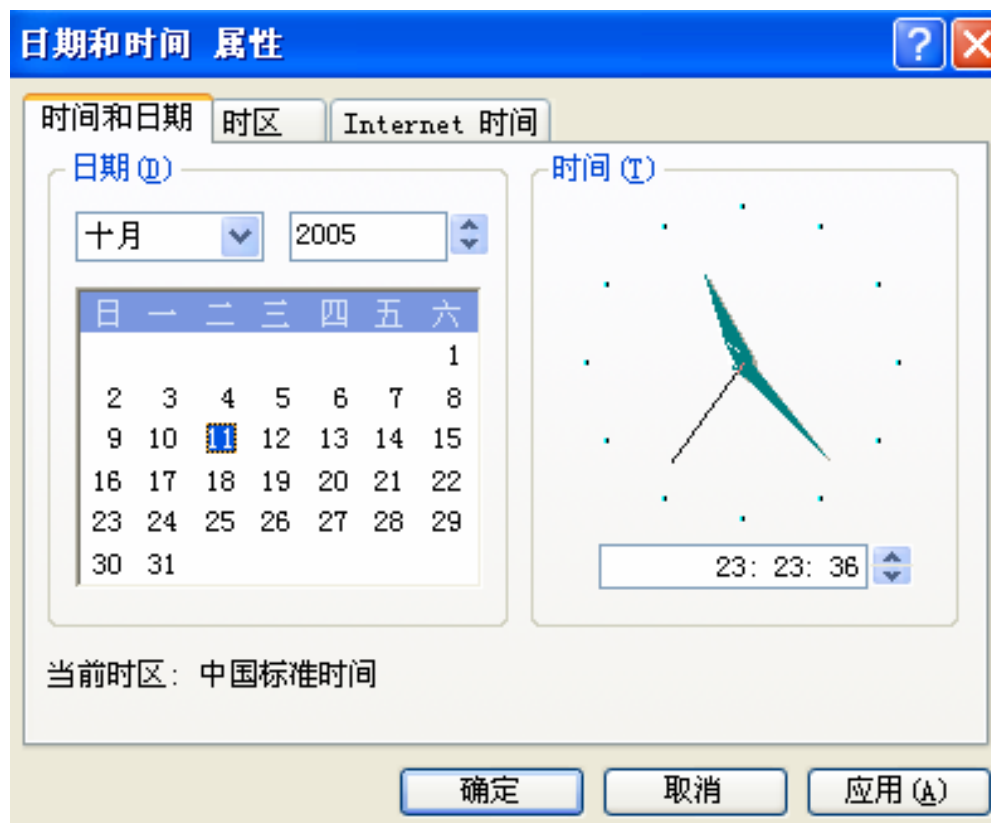 日期和时间 属性
时间和日期 时区 Internet 时间
日期(D)
十月 2005
日 一 二 三 四 五 六
1
2 3 4 5 6 7 8
9 10 11 12 13 14 15
16 17 18 19 20 21 22
23 24 25 26 27 28 29
30 31
时间(T)
23: 23: 36
当前时区: 中国标准时间
确定 取消 应用(A)